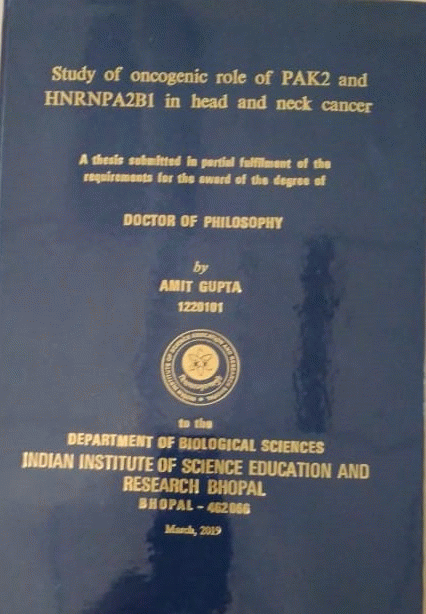 Study of oncogenic role of PAK2 and
HNRNPA2B1 in head and neck cancer
A thesis submitted in partial fulfilment of the
requirements for the award of the degree of
DOCTOR OF PHILOSOPHY
by
AMIT GUPTA
1220101
to the
DEPARTMENT OF BIOLOGICAL SCIENCES
INDIAN INSTITUTE OF SCIENCE EDUCATION AND
RESEARCH BHOPAL
BHOPAL - 462066
March, 2019